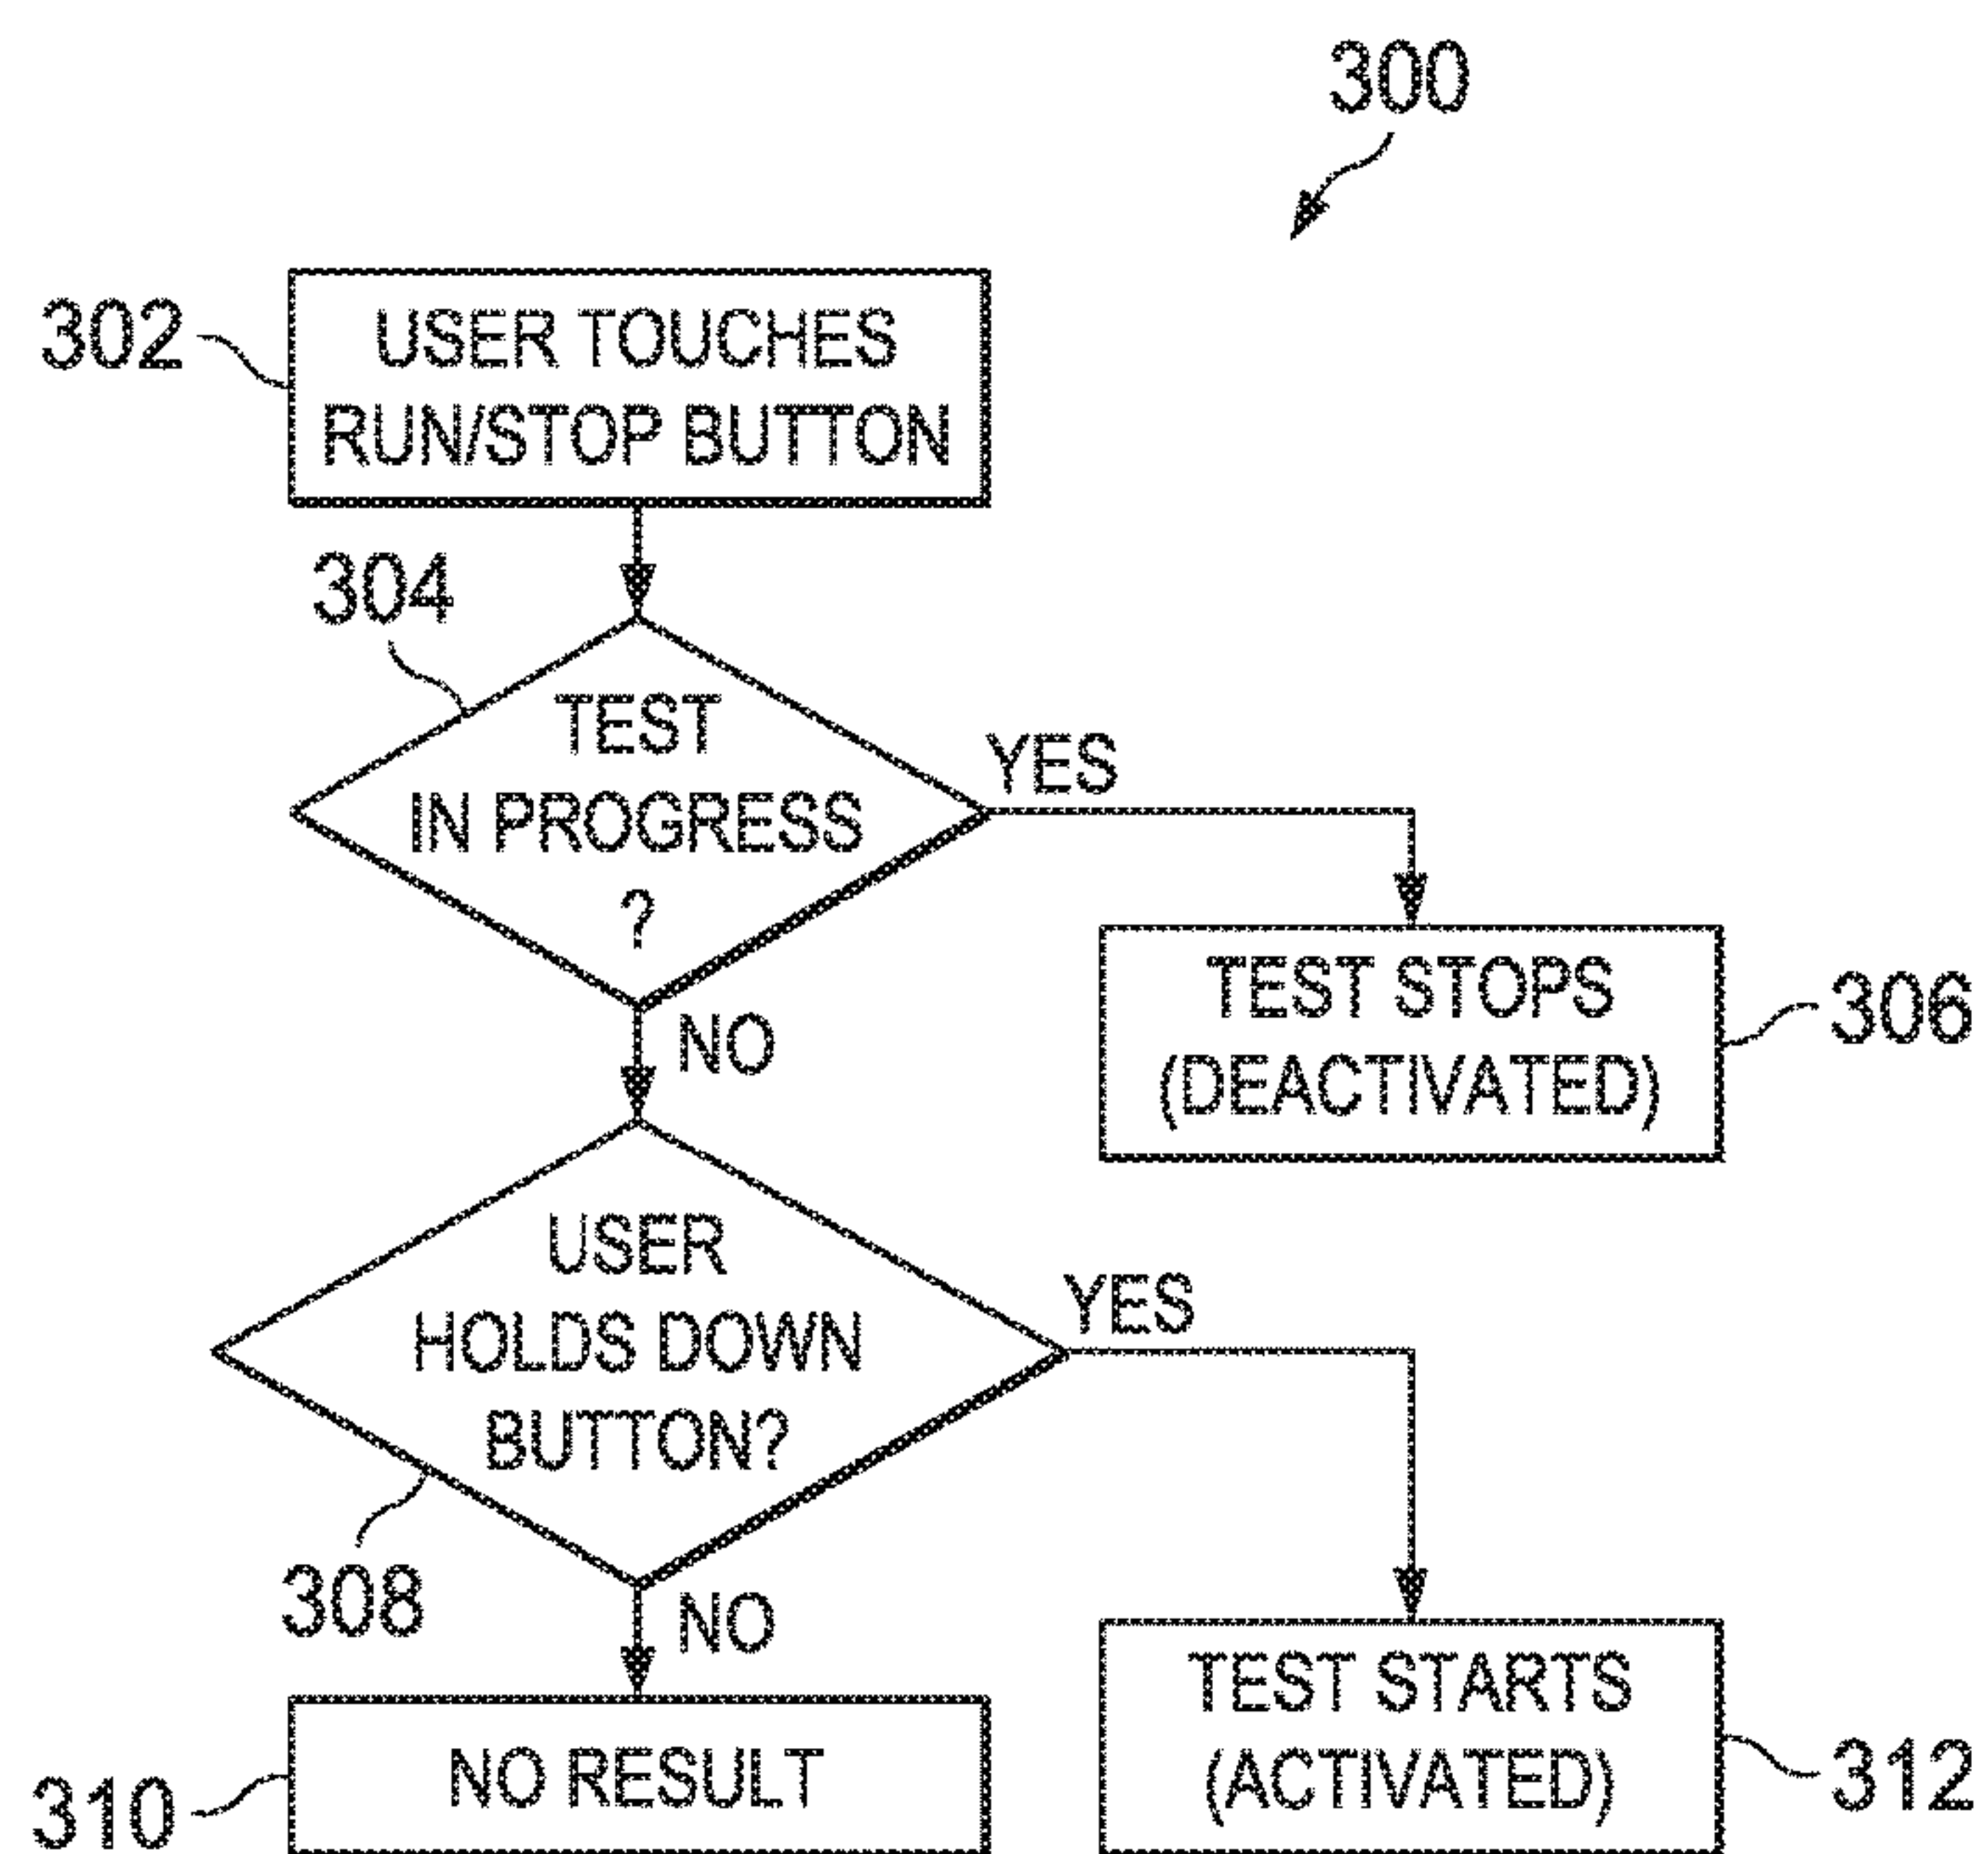 300
302
USER TOUCHES
RUN/STOP BUTTON
304
TEST
IN PROGRESS
?
YES
NO
TEST STOPS
(DEACTIVATED)
306
USER
HOLDS DOWN
BUTTON?
YES
308
NO
310
NO RESULT
TEST STARTS
(ACTIVATED)
312